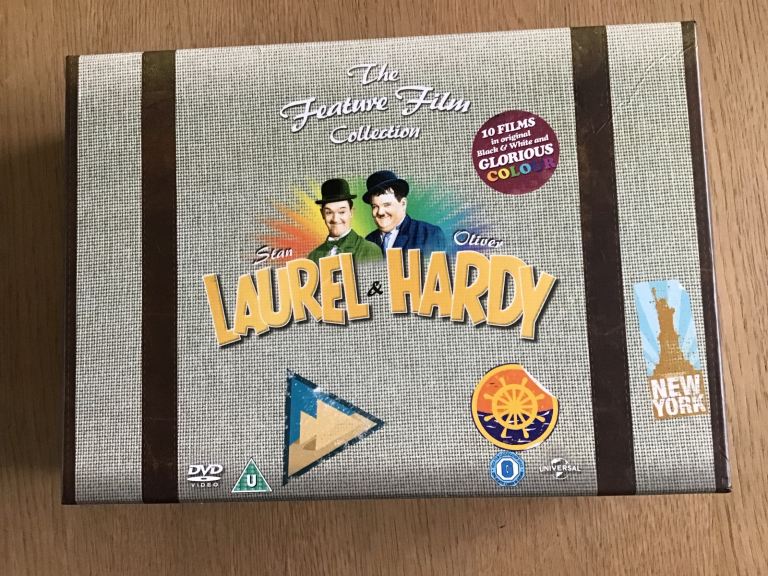 The
Feature Film
Collection
10 FILMS
in original
Black & White and
GLORIOUS
COLOUR
Stan
Oliver
LAUREL & HARDY
NEW
YORK
DVD
VIDEO
U
UNIVERSAL